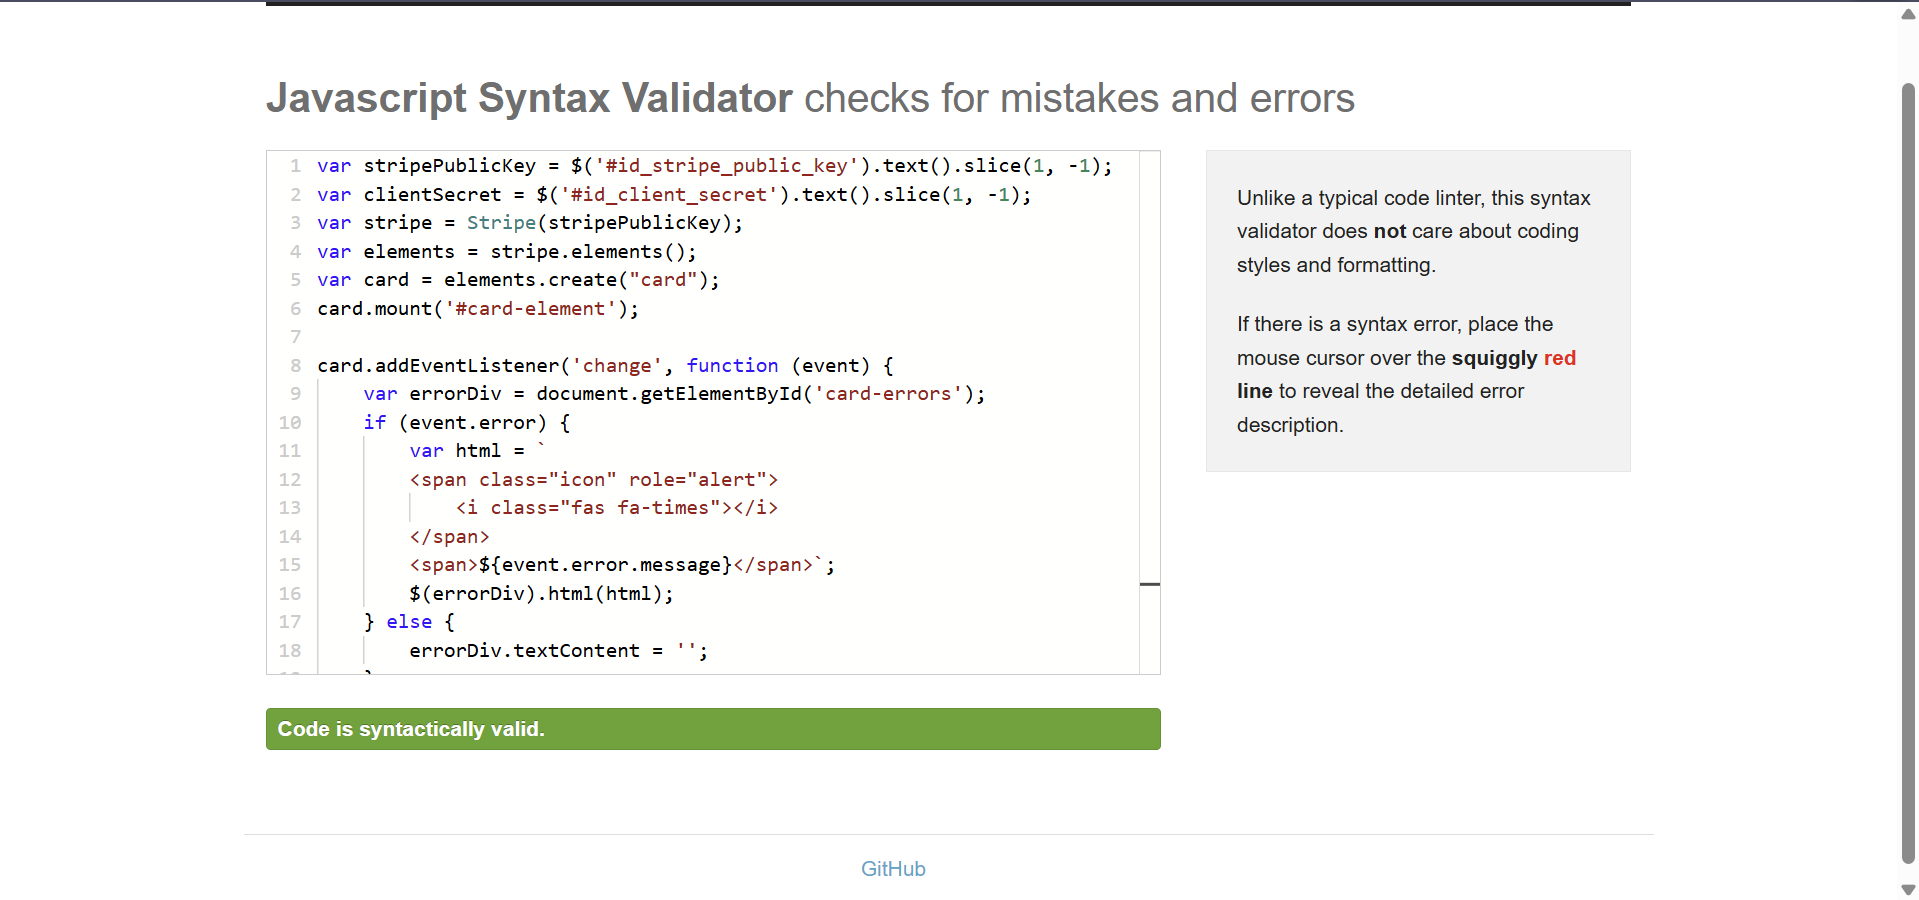 Javascript Syntax Validator checks for mistakes and errors
1 var stripePublicKey = $('#id_stripe_public_key').text().slice(1, -1);
2 var clientSecret = $('#id_client_secret').text().slice(1, -1);
3 var stripe = Stripe(stripePublicKey);
4 var elements = stripe.elements();
5 var card = elements.create("card");
6 card.mount('#card-element');
7
8 card.addEventListener('change', function (event) {
9     var errorDiv = document.getElementById('card-errors');
10     if (event.error) {
11         var html = `
12         <span class="icon" role="alert">
13             <i class="fas fa-times"></i>
14         </span>
15         <span>${event.error.message}</span>`;
16         $(errorDiv).html(html);
17     } else {
18         errorDiv.textContent = '';
Unlike a typical code linter, this syntax
validator does not care about coding
styles and formatting.
If there is a syntax error, place the
mouse cursor over the squiggly red
line to reveal the detailed error
description.
Code is syntactically valid.
GitHub